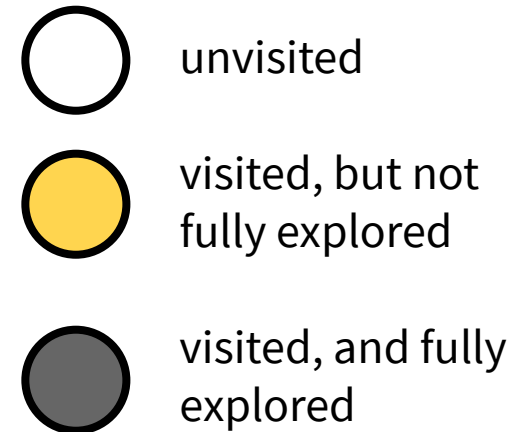 unvisited
visited, but not
fully explored
visited, and fully
explored